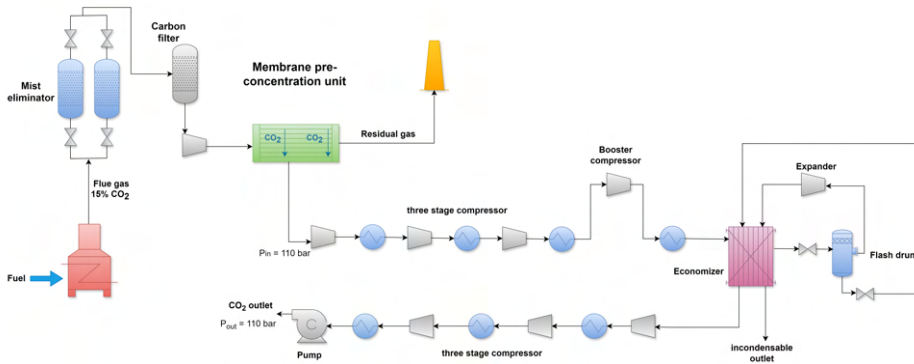 Carbon
filter
Mist
eliminator
Membrane pre-
concentration unit
CO₂
CO₂
Residual gas
Flue gas
15% CO₂
Fuel
Booster
compressor
Expander
three stage compressor
Pin = 110 bar
Economizer
Flash drum
CO₂ outlet
Pout = 110 bar
C
Pump
three stage compressor
incondensable
outlet